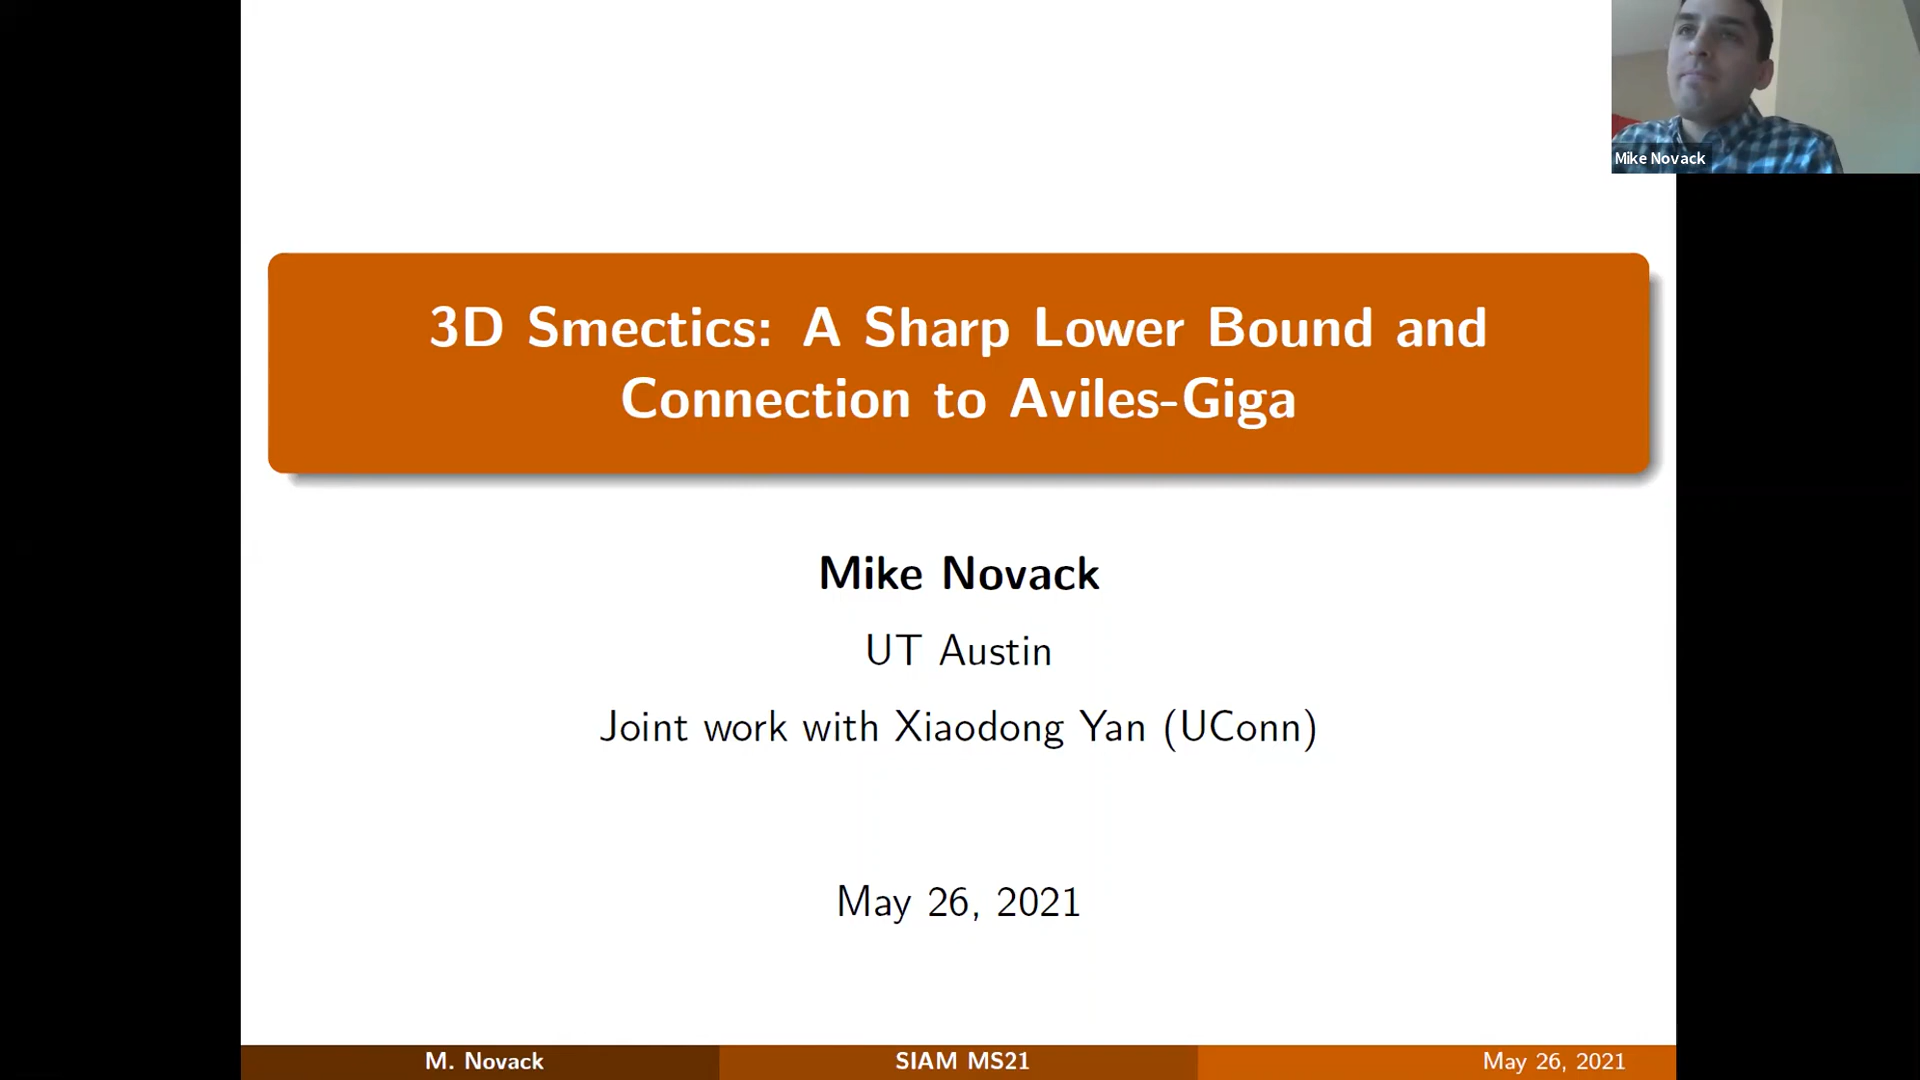 Mike Novack
3D Smectics: A Sharp Lower Bound and
Connection to Aviles-Giga
Mike Novack
UT Austin
Joint work with Xiaodong Yan (UConn)
May 26, 2021
M. Novack
SIAM MS21
May 26, 2021